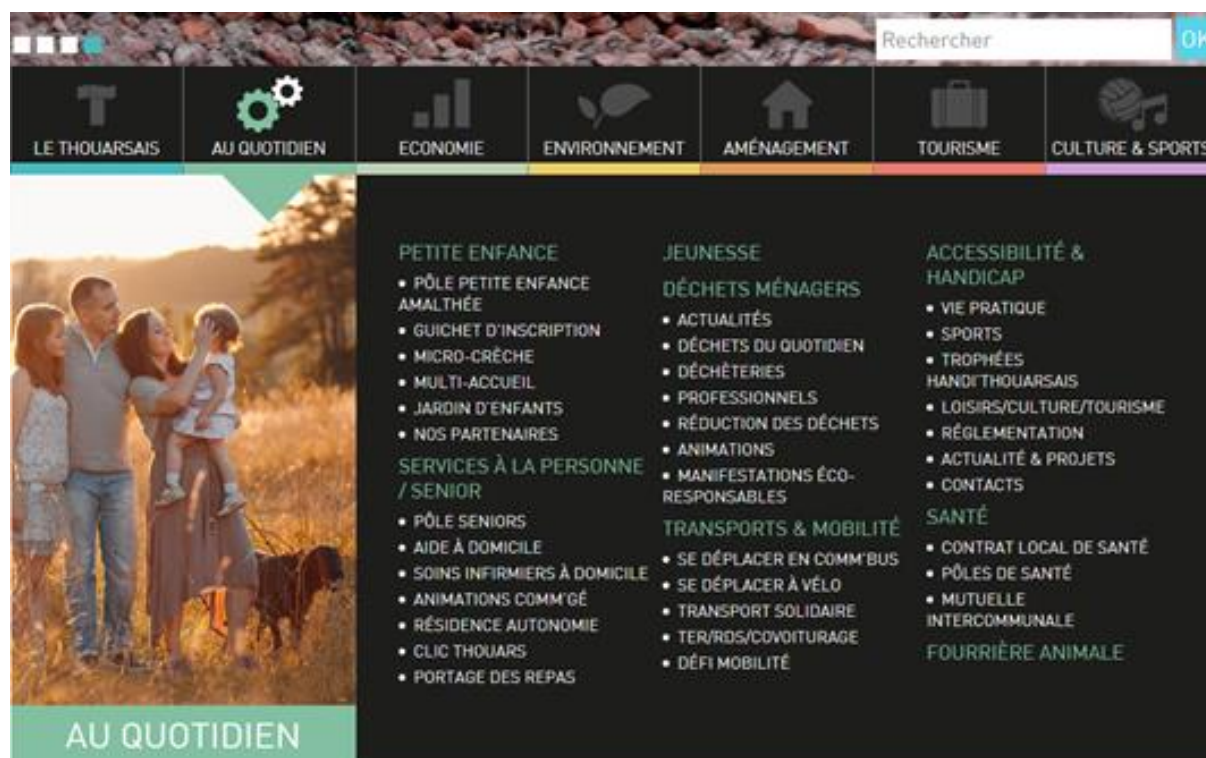 Rechercher
OK
LE THOUARSAIS
AU QUOTIDIEN
ECONOMIE
ENVIRONNEMENT
AMÉNAGEMENT
TOURISME
CULTURE & SPORTS
PETITE ENFANCE
• PÔLE PETITE ENFANCE
AMALTHÉE
• GUICHET D'INSCRIPTION
• MICRO-CRÈCHE
• MULTI-ACCUEIL
• JARDIN D'ENFANTS
• NOS PARTENAIRES
SERVICES À LA PERSONNE
/ SENIOR
• PÔLE SENIORS
• AIDE À DOMICILE
• SOINS INFIRMIERS À DOMICILE
• ANIMATIONS COMM'GÉ
• RÉSIDENCE AUTONOMIE
• CLIC THOUARS
• PORTAGE DES REPAS
JEUNESSE
DÉCHETS MÉNAGERS
• ACTUALITÉS
• DÉCHETS DU QUOTIDIEN
• DÉCHÈTERIES
• PROFESSIONNELS
• RÉDUCTION DES DÉCHETS
• ANIMATIONS
• MANIFESTATIONS ÉCO-
RESPONSABLES
TRANSPORTS & MOBILITÉ
• SE DÉPLACER EN COMM'BUS
• SE DÉPLACER À VÉLO
• TRANSPORT SOLIDAIRE
• TER/RDS/COVOITURAGE
• DÉFI MOBILITÉ
ACCESSIBILITÉ &
HANDICAP
• VIE PRATIQUE
• SPORTS
• TROPHÉES
HANDI'THOUARSAIS
• LOISIRS/CULTURE/TOURISME
• RÉGLEMENTATION
• ACTUALITÉ & PROJETS
• CONTACTS
SANTÉ
• CONTRAT LOCAL DE SANTÉ
• PÔLES DE SANTÉ
• MUTUELLE
INTERCOMMUNALE
FOURRIÈRE ANIMALE
AU QUOTIDIEN